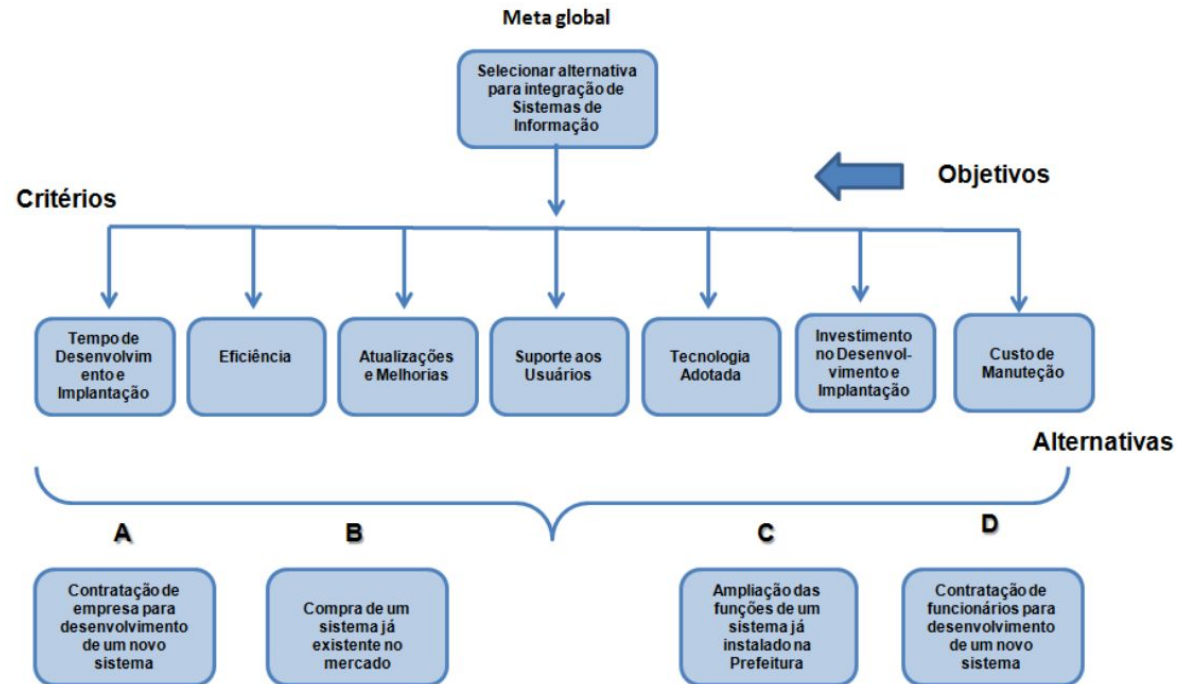 Meta global
Selecionar alternativa
para integração de
Sistemas de
Informação
Objetivos
Critérios
Tempo de
Desenvolvim
ento e
Implantação
Eficiência
Atualizações
e Melhorias
Suporte aos
Usuários
Tecnologia
Adotada
Investimento
no Desenvol-
vimento e
Implantação
Custo de
Manuteção
Alternativas
A
B
C
D
Contratação de
empresa para
desenvolvimento
de um novo
sistema
Compra de um
sistema já
existente no
mercado
Ampliação das
funções de um
sistema já
instalado na
Prefeitura
Contratação de
funcionários para
desenvolvimento
de um novo
sistema